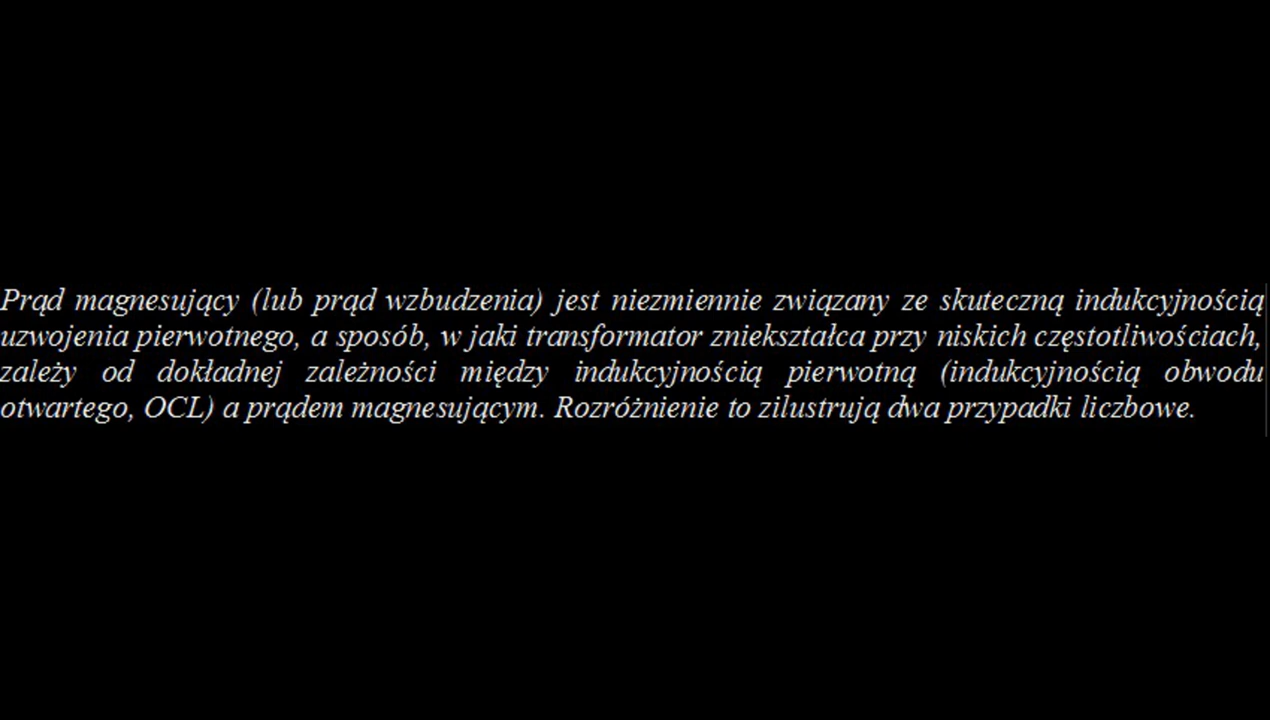 Prąd magnesujący (lub prąd wzbudzenia) jest niezmiennie związany ze skuteczną indukcyjnością
uzwojenia pierwotnego, a sposób, w jaki transformator zniekształca przy niskich częstotliwościach,
zależy od dokładnej zależności między indukcyjnością pierwotną (indukcyjnością obwodu
otwartego, OCL) a prądem magnesującym. Rozróżnienie to zilustrują dwa przypadki liczbowe.